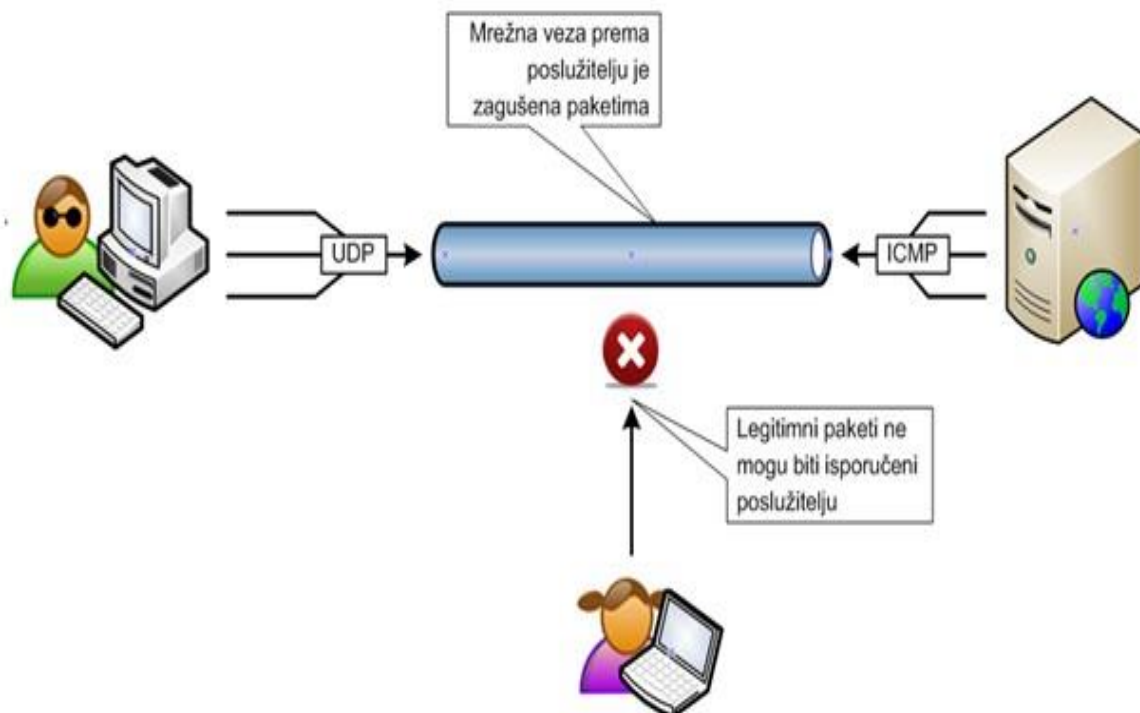 Mrežna veza prema
poslužitelju je
zagušena paketima
UDP
ICMP
Legitimni paketi ne
mogu biti isporučeni
poslužitelju